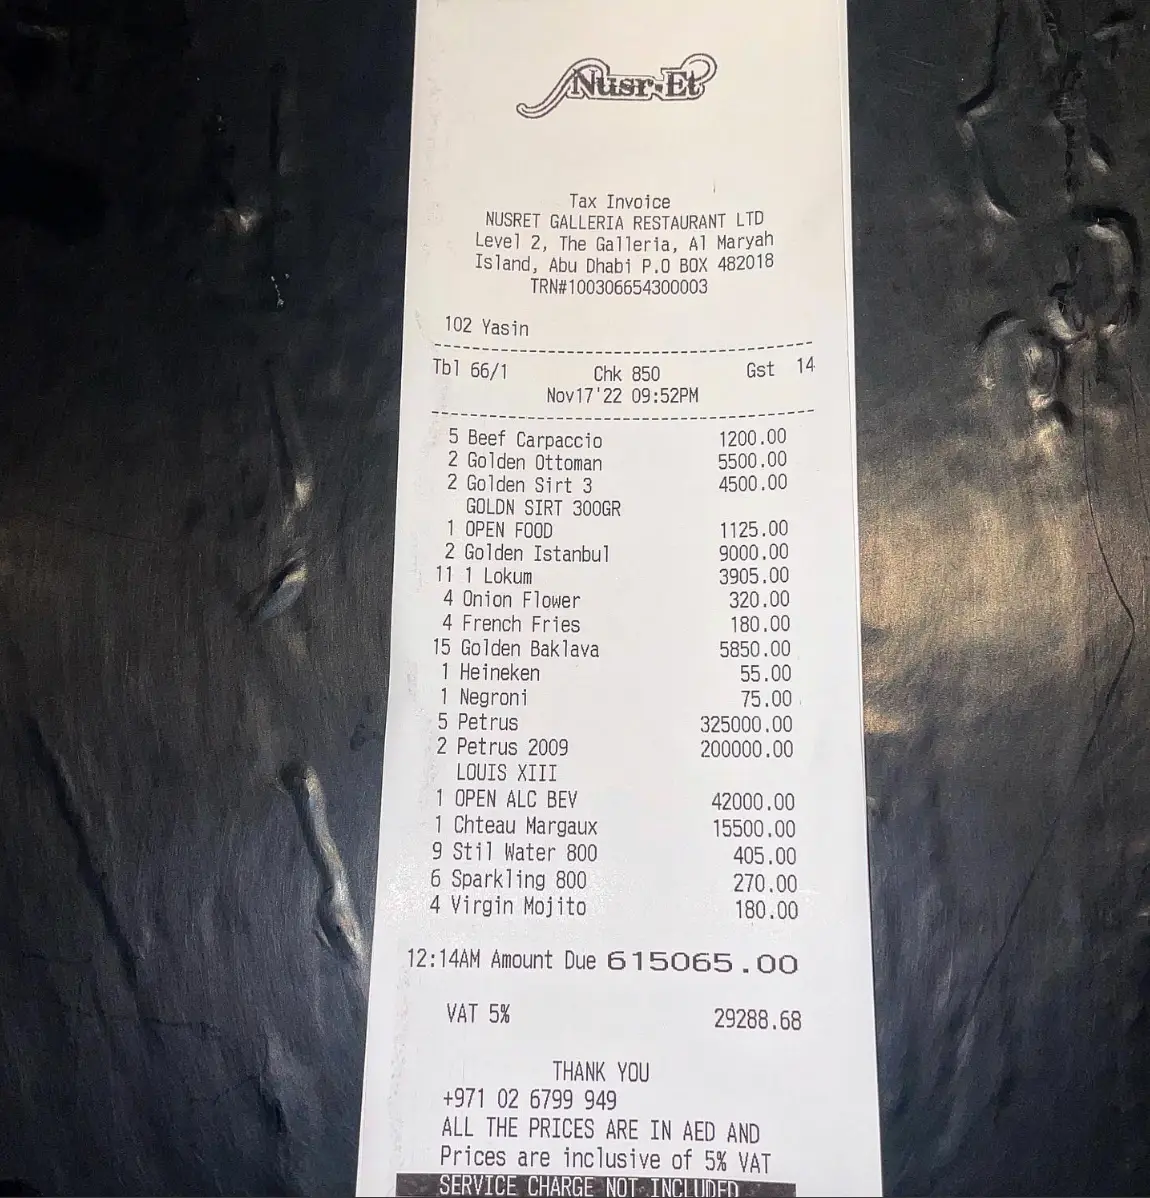 Nusr-Et
Tax Invoice
NUSRET GALLERIA RESTAURANT LTD
Level 2, The Galleria, Al Maryah
Island, Abu Dhabi P.O BOX 482018
TRN#100306654300003
102 Yasin
Tbl 66/1 Chk 850 Gst 14
Nov17'22 09:52PM
5 Beef Carpaccio 1200.00
2 Golden Ottoman 5500.00
2 Golden Sirt 3 4500.00
GOLDN SIRT 300GR
1 OPEN FOOD 1125.00
2 Golden Istanbul 9000.00
11 1 Lokum 3905.00
4 Onion Flower 320.00
4 French Fries 180.00
15 Golden Baklava 5850.00
1 Heineken 55.00
1 Negroni 75.00
5 Petrus 325000.00
2 Petrus 2009 200000.00
LOUIS XIII
1 OPEN ALC BEV 42000.00
1 Chteau Margaux 15500.00
9 Stil Water 800 405.00
6 Sparkling 800 270.00
4 Virgin Mojito 180.00
12:14AM Amount Due 615065.00
VAT 5% 29288.68
THANK YOU
+971 02 6799 949
ALL THE PRICES ARE IN AED AND
Prices are inclusive of 5% VAT
SERVICE CHARGE NOT INCLUDED